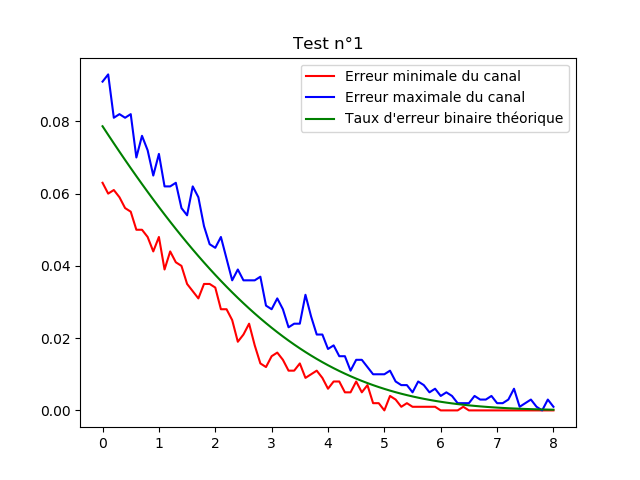 Test n°1
Erreur minimale du canal
Erreur maximale du canal
Taux d'erreur binaire théorique
0.08
0.06
0.04
0.02
0.00
0 1 2 3 4 5 6 7 8